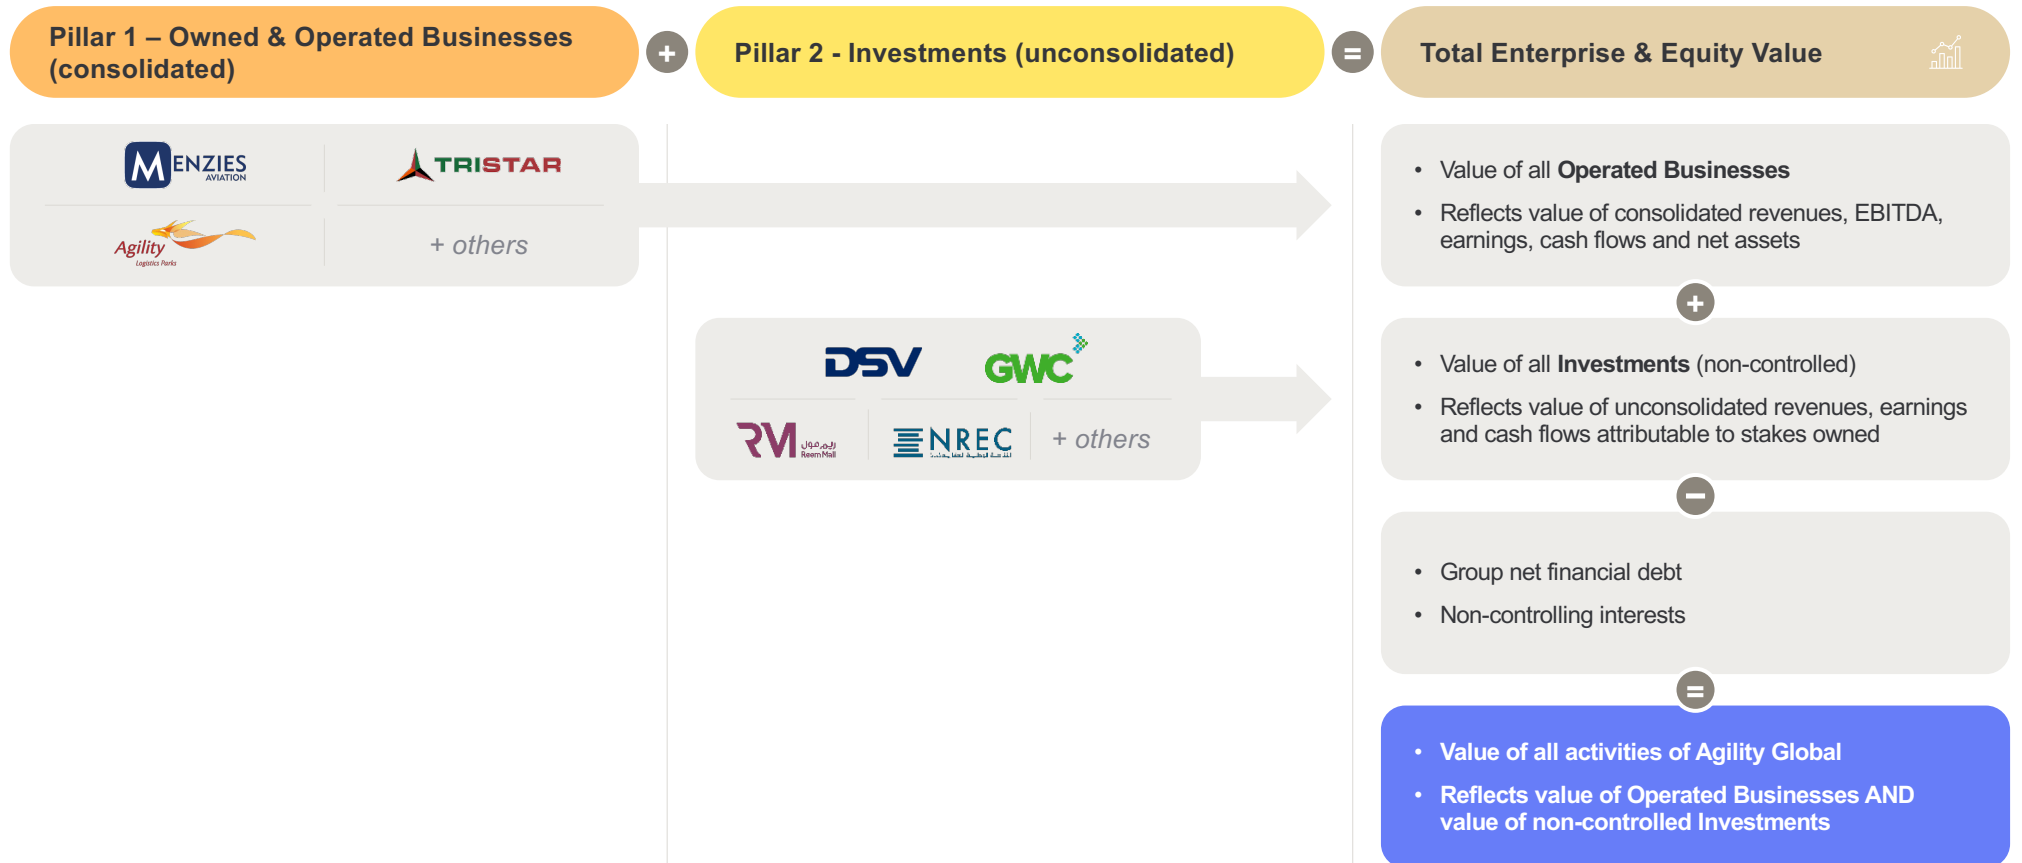 Pillar 1 – Owned & Operated Businesses
(consolidated)
+
Pillar 2 - Investments (unconsolidated)
=
Total Enterprise & Equity Value
MENZIES
AVIATION
TRISTAR
Agility
Logistics Parks
+ others
• Value of all Operated Businesses
• Reflects value of consolidated revenues, EBITDA,
earnings, cash flows and net assets
+
DSV
GWC
RM
ريم مول
Reem Mall
NREC
+ others
• Value of all Investments (non-controlled)
• Reflects value of unconsolidated revenues, earnings
and cash flows attributable to stakes owned
−
• Group net financial debt
• Non-controlling interests
=
• Value of all activities of Agility Global
• Reflects value of Operated Businesses AND
value of non-controlled Investments